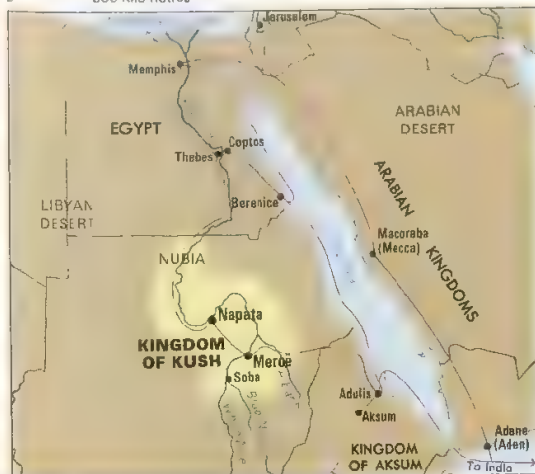 Jerusalem
Memphis
ARABIAN
DESERT
EGYPT
Coptos
Thebes
ARABIAN
KINGDOMS
Berenice
LIBYAN
DESERT
Macoraba
(Mecca)
NUBIA
Napata
KINGDOM
OF KUSH
Meroe
Soba
Adulis
Aksum
Adane
(Aden)
KINGDOM
OF AKSUM
To India